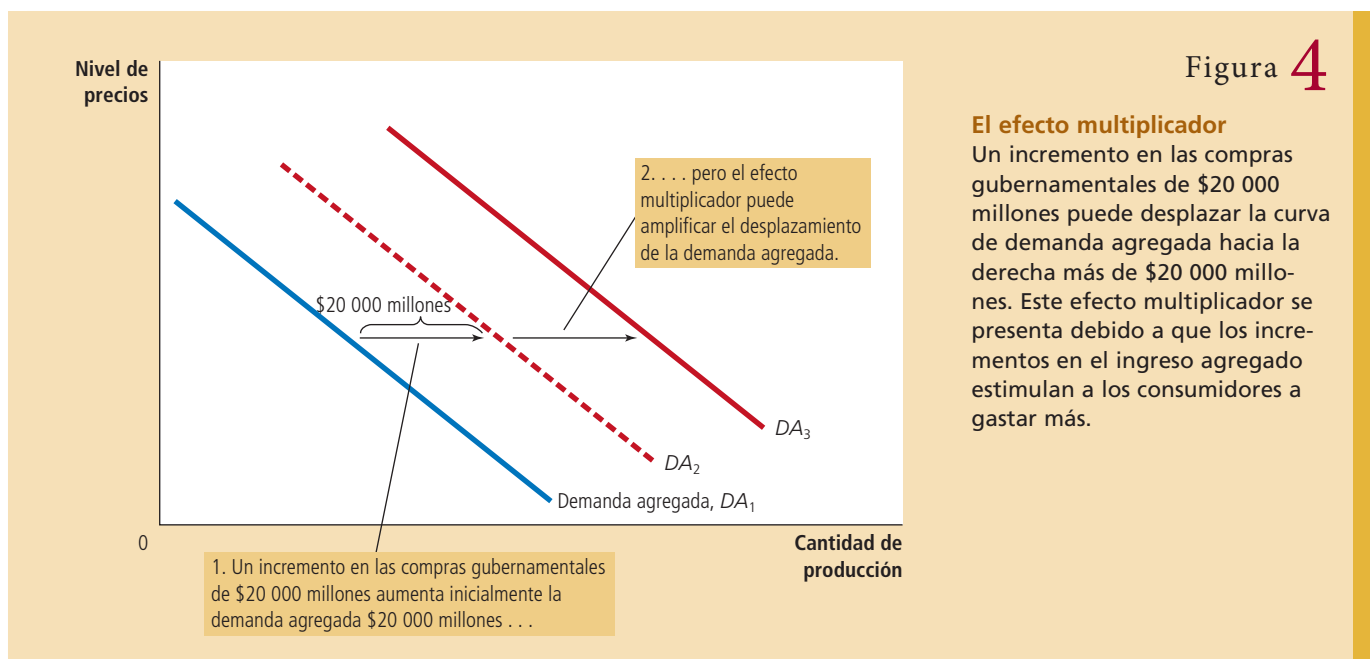 Figura 4
El efecto multiplicador
Un incremento en las compras
gubernamentales de $20 000
millones puede desplazar la curva
de demanda agregada hacia la
derecha más de $20 000 millo-
nes. Este efecto multiplicador se
presenta debido a que los incre-
mentos en el ingreso agregado
estimulan a los consumidores a
gastar más.
Nivel de
precios
2. . . . pero el efecto
multiplicador puede
amplificar el desplazamiento
de la demanda agregada.
$20 000 millones
DA3
DA2
Demanda agregada, DA1
0
Cantidad de
producción
1. Un incremento en las compras gubernamentales
de $20 000 millones aumenta inicialmente la
demanda agregada $20 000 millones . . .